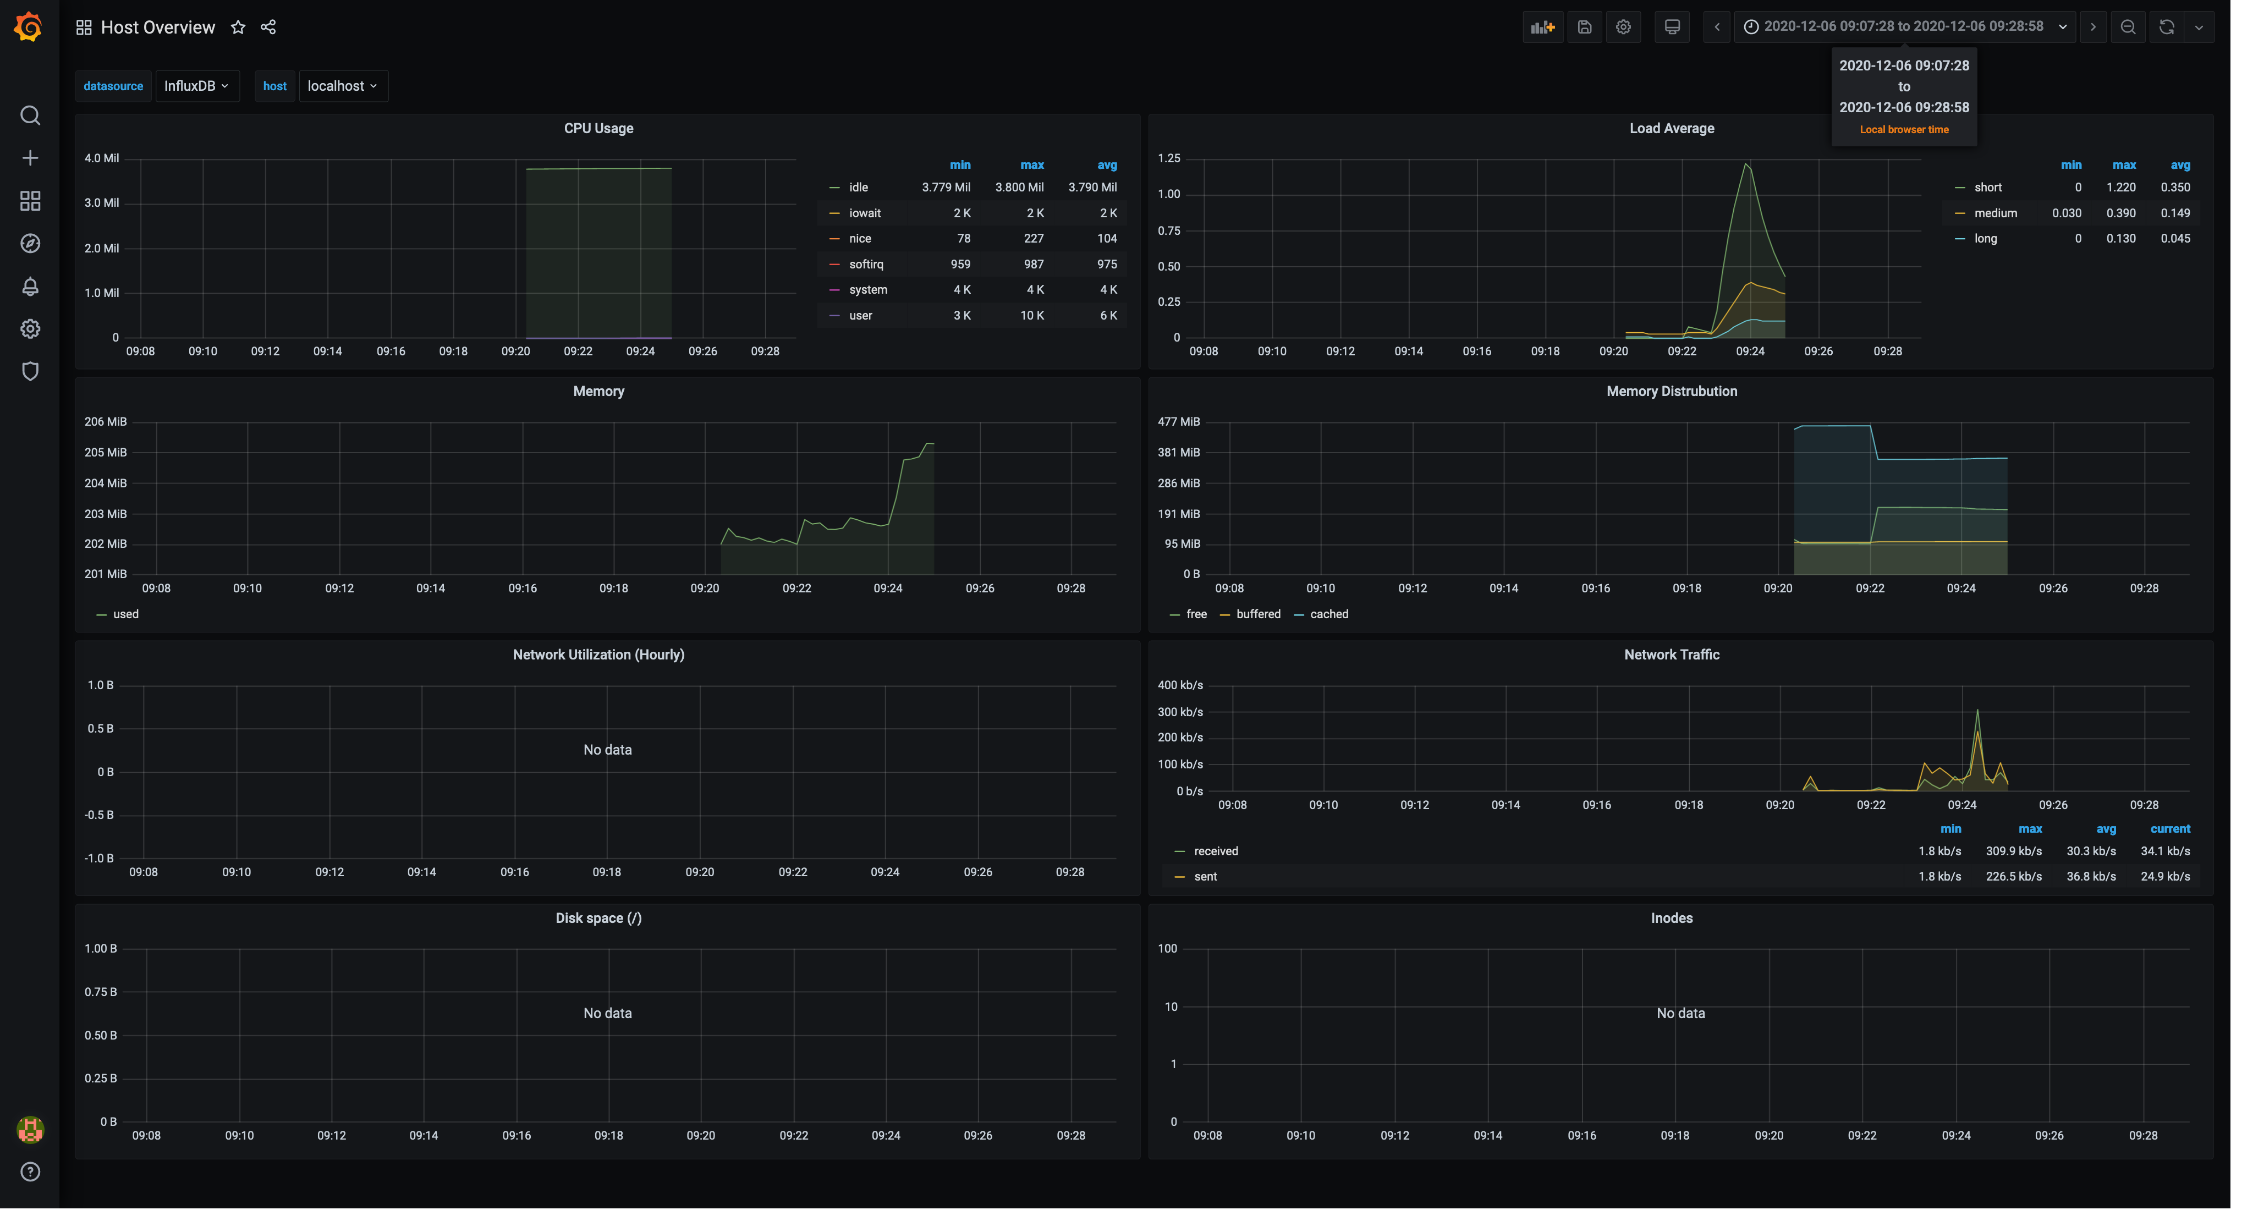 Host Overview
2020-12-06 09:07:28 to 2020-12-06 09:28:58
2020-12-06 09:07:28
to
2020-12-06 09:28:58
Local browser time
datasource InfluxDB host localhost
CPU Usage
4.0 Mil
3.0 Mil
2.0 Mil
1.0 Mil
0
09:08 09:10 09:12 09:14 09:16 09:18 09:20 09:22 09:24 09:26 09:28
min max avg
idle 3.779 Mil 3.800 Mil 3.790 Mil
iowait 2 K 2 K 2 K
nice 78 227 104
softirq 959 987 975
system 4 K 4 K 4 K
user 3 K 10 K 6 K
Load Average
1.25
1.00
0.75
0.50
0.25
0
09:08 09:10 09:12 09:14 09:16 09:18 09:20 09:22 09:24 09:26 09:28
min max avg
short 0 1.220 0.350
medium 0.030 0.390 0.149
long 0 0.130 0.045
Memory
206 MiB
205 MiB
204 MiB
203 MiB
202 MiB
201 MiB
09:08 09:10 09:12 09:14 09:16 09:18 09:20 09:22 09:24 09:26 09:28
used
Memory Distrubution
477 MiB
381 MiB
286 MiB
191 MiB
95 MiB
0 B
09:08 09:10 09:12 09:14 09:16 09:18 09:20 09:22 09:24 09:26 09:28
free buffered cached
Network Utilization (Hourly)
1.0 B
0.5 B
0 B
-0.5 B
-1.0 B
No data
09:08 09:10 09:12 09:14 09:16 09:18 09:20 09:22 09:24 09:26 09:28
Network Traffic
400 kb/s
300 kb/s
200 kb/s
100 kb/s
0 b/s
09:08 09:10 09:12 09:14 09:16 09:18 09:20 09:22 09:24 09:26 09:28
min max avg current
received 1.8 kb/s 309.9 kb/s 30.3 kb/s 34.1 kb/s
sent 1.8 kb/s 226.5 kb/s 36.8 kb/s 24.9 kb/s
Disk space (/)
1.00 B
0.75 B
0.50 B
0.25 B
0 B
No data
09:08 09:10 09:12 09:14 09:16 09:18 09:20 09:22 09:24 09:26 09:28
Inodes
100
10
1
0
No data
09:08 09:10 09:12 09:14 09:16 09:18 09:20 09:22 09:24 09:26 09:28